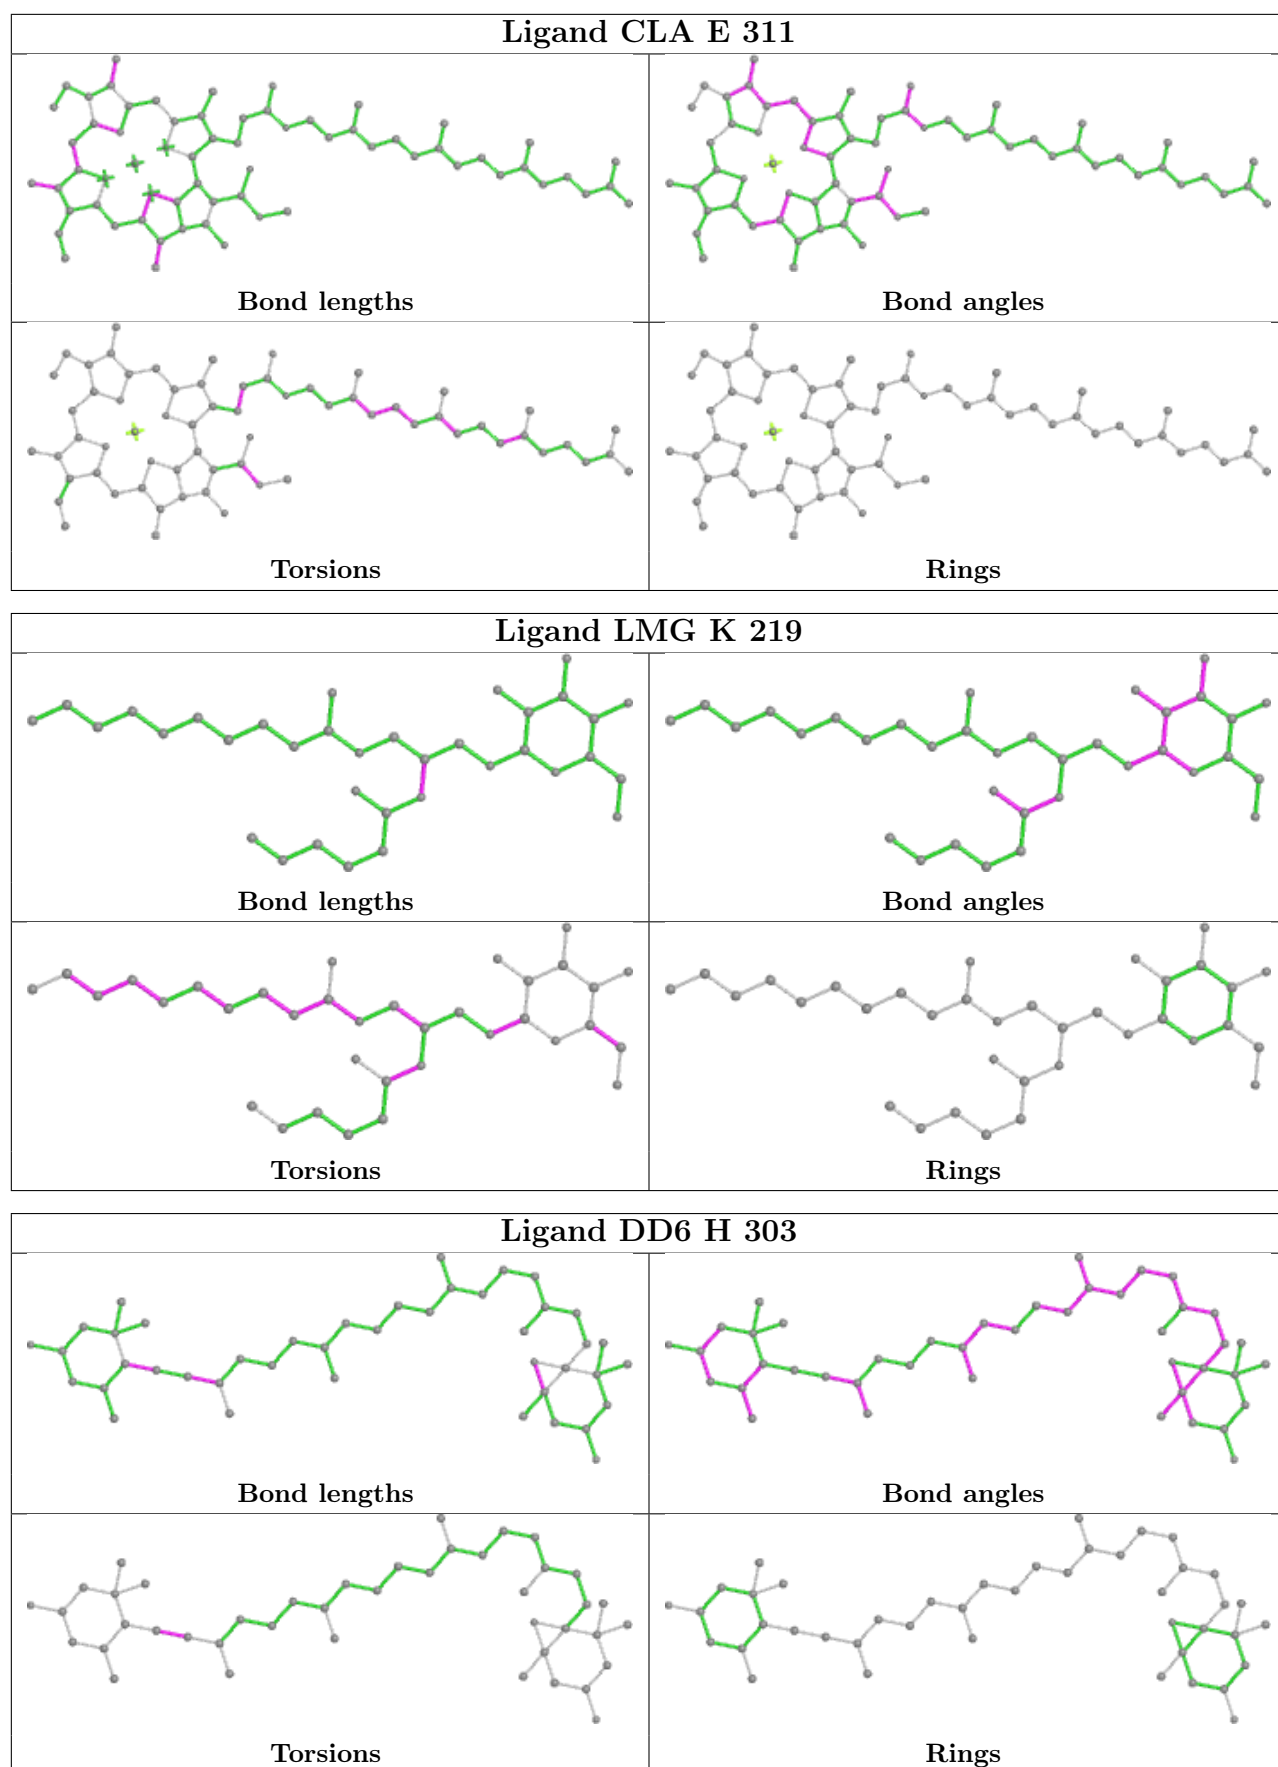 Ligand CLA E 311
Bond lengths
Bond angles
Torsions
Rings
Ligand LMG K 219
Bond lengths
Bond angles
Torsions
Rings
Ligand DD6 H 303
Bond lengths
Bond angles
Torsions
Rings